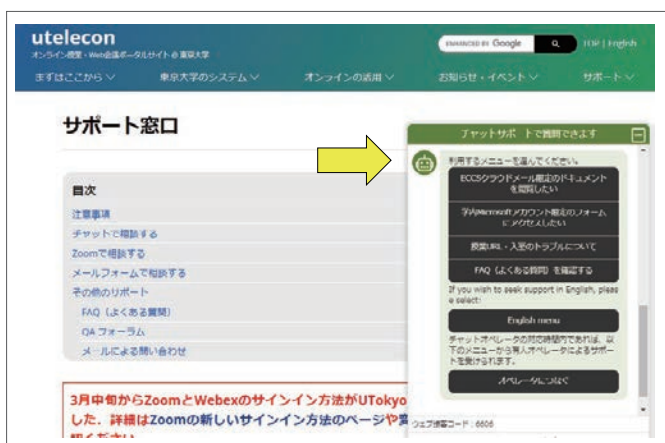 utelecon
オンライン授業・Web会議ポータルサイト@東京大学
ENHANCED BY Google
TOP | English
まずはここから
東京大学のシステム
オンラインの活用
お知らせ・イベント
サポート
サポート窓口
目次
注意事項
チャットで相談する
Zoomで相談する
メールフォームで相談する
その他のリポート
FAQ（よくある質問）
QAフォーラム
メールによる問い合わせ
3月中旬からZoomとWebexのサインイン方法がUTokyo
した．詳細はZoomの新しいサインイン方法のページや
認ください
チャットサポートで質問できます
利用するメニューを選んでください。
ECCSクラウドメール限定のドキュメント
を閲覧したい
学内Microsoftアカウント限定のフォーム
にアクセスしたい
授業URL・入室のトラブルについて
FAQ（よくある質問）を確認する
If you wish to seek support in English, pleas
e select:
English menu
チャットオペレータの対応時間内であれば、以
下のメニューから有人オペレータによるサポー
トを受けられます。
オペレータにつなぐ
ウェブ接客コード：6606